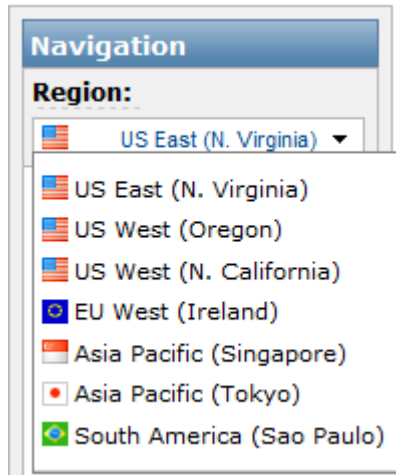 Navigation
Region:
US East (N. Virginia)
US East (N. Virginia)
US West (Oregon)
US West (N. California)
EU West (Ireland)
Asia Pacific (Singapore)
Asia Pacific (Tokyo)
South America (Sao Paulo)